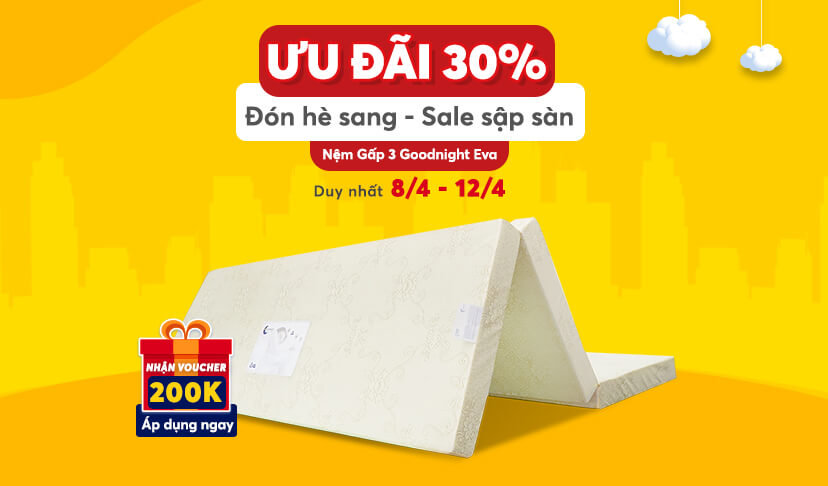 ƯU ĐÃI 30%
Đón hè sang - Sale sập sàn
Nệm Gấp 3 Goodnight Eva
Duy nhất 8/4 - 12/4
NHẬN VOUCHER
200K
Áp dụng ngay